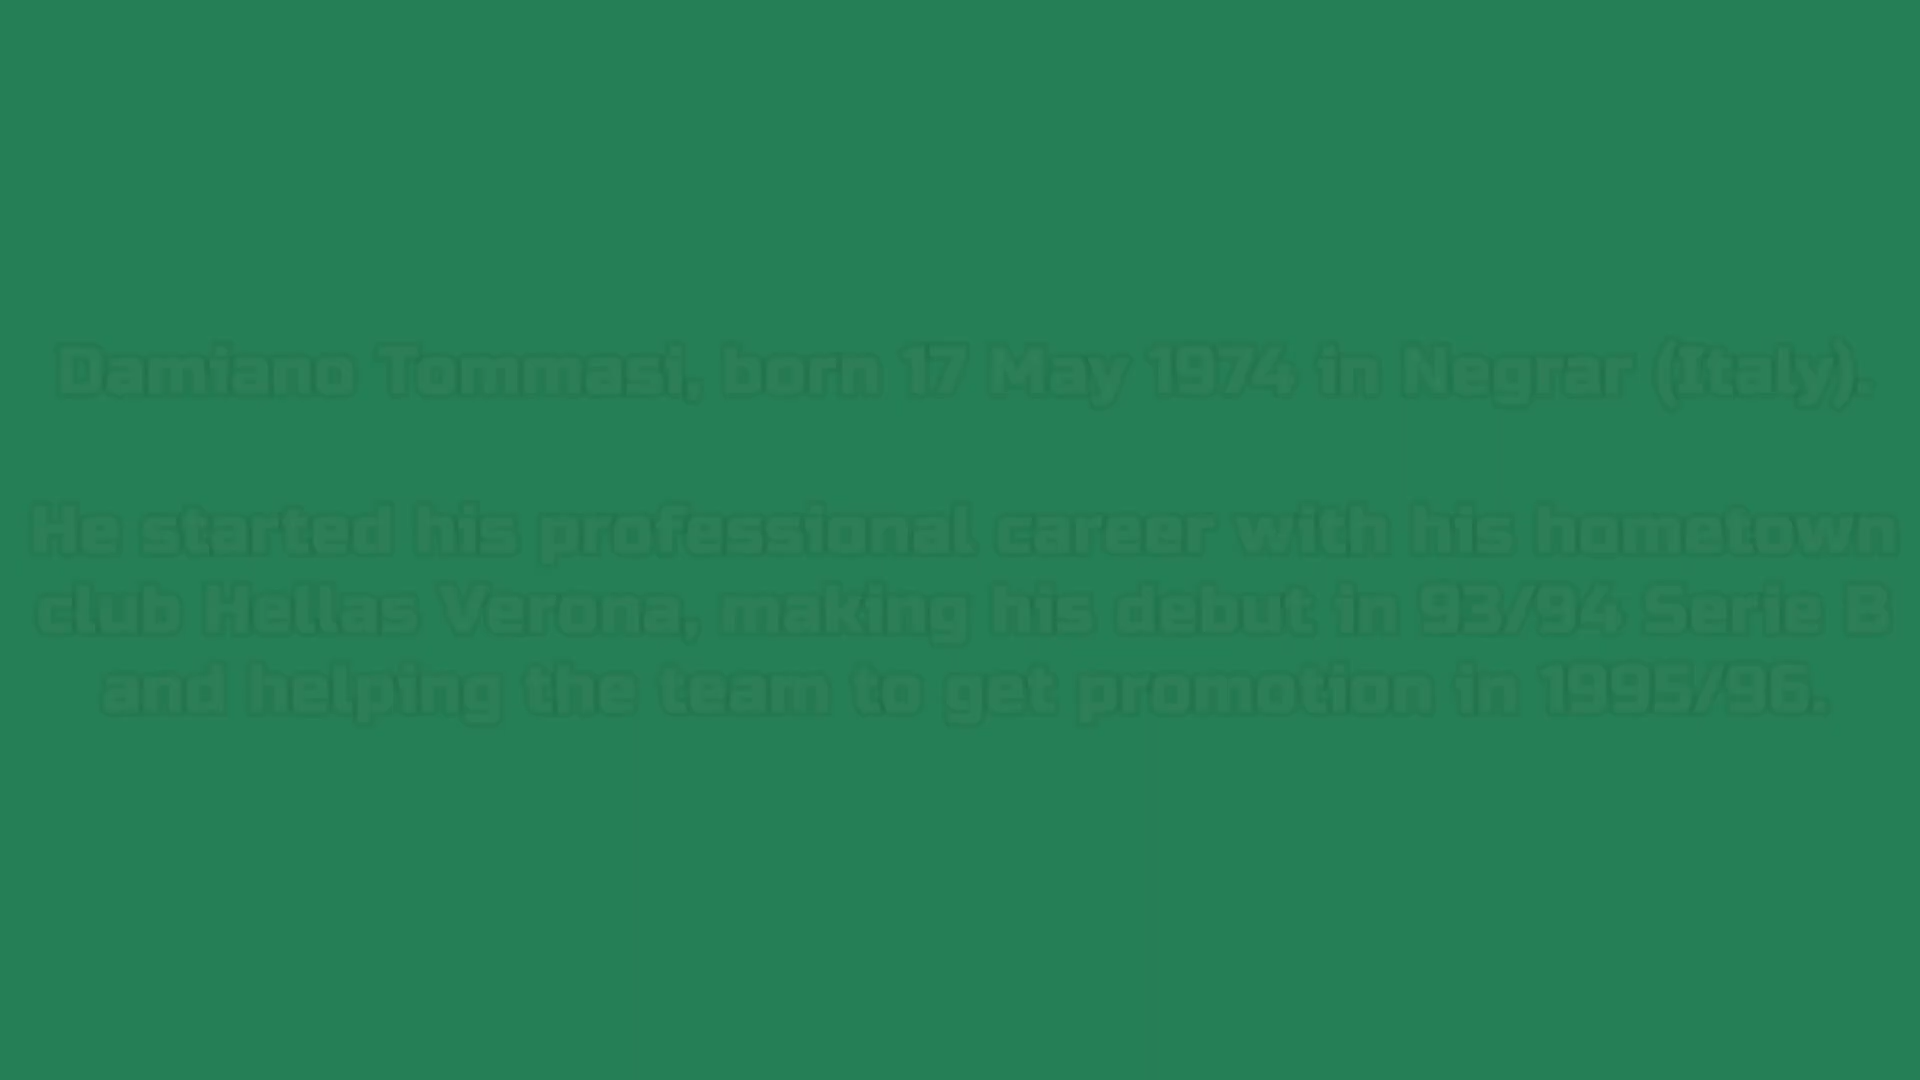 Damiano Tommasi, born 17 May 1974 in Negrar (Italy).
He started his professional career with his hometown
club Hellas Verona, making his debut in 93/94 Serie B
and helping the team to get promotion in 1995/96.